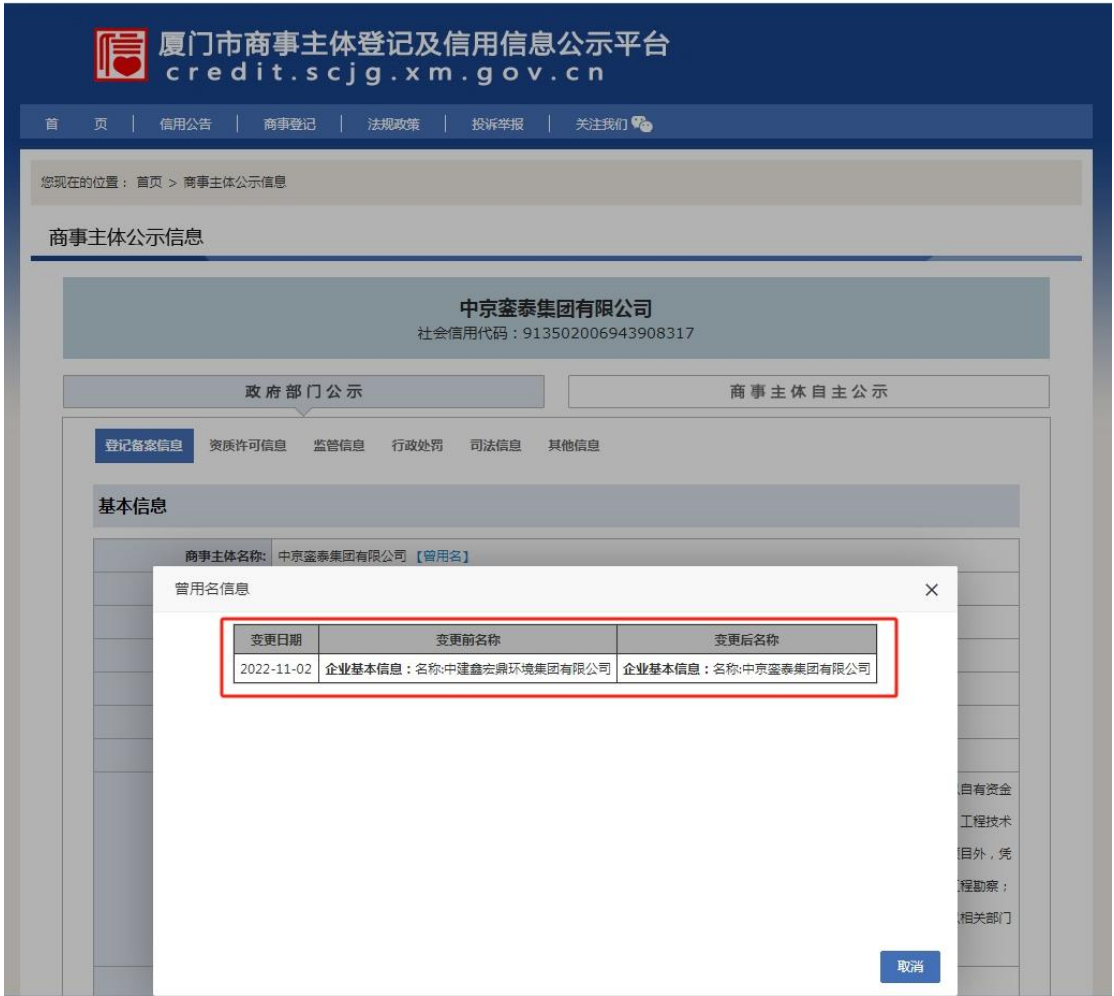 信
厦门市商事主体登记及信用信息公示平台
credit.scjg.xm.gov.cn
首 页 | 信用公告 | 商事登记 | 法规政策 | 投诉举报 | 关注我们
您现在的位置： 首页 > 商事主体公示信息
商事主体公示信息
中京銮泰集团有限公司
社会信用代码：913502006943908317
政府部门公示 商事主体自主公示
登记备案信息 资质许可信息 监管信息 行政处罚 司法信息 其他信息
基本信息
商事主体名称: 中京銮泰集团有限公司 【曾用名】
曾用名信息 ×
变更日期 变更前名称 变更后名称
2022-11-02 企业基本信息：名称:中建鑫宏鼎环境集团有限公司 企业基本信息：名称:中京銮泰集团有限公司
自有资金
工程技术
目外，凭
程勘察；
相关部门
取消